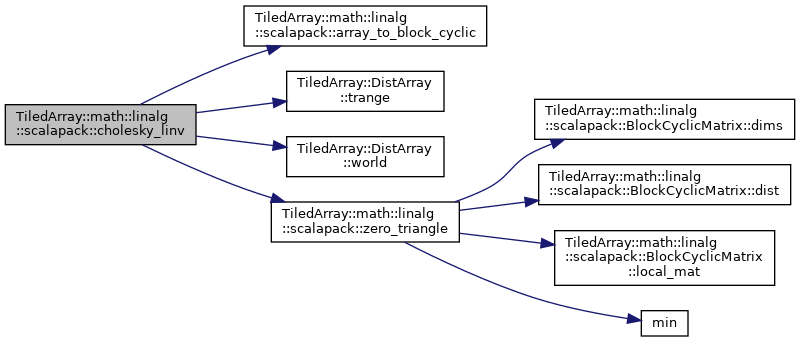 TiledArray::math::linalg
::scalapack::cholesky_linv
TiledArray::math::linalg
::scalapack::array_to_block_cyclic
TiledArray::DistArray
::trange
TiledArray::DistArray
::world
TiledArray::math::linalg
::scalapack::zero_triangle
TiledArray::math::linalg
::scalapack::BlockCyclicMatrix::dims
TiledArray::math::linalg
::scalapack::BlockCyclicMatrix::dist
TiledArray::math::linalg
::scalapack::BlockCyclicMatrix
::local_mat
min